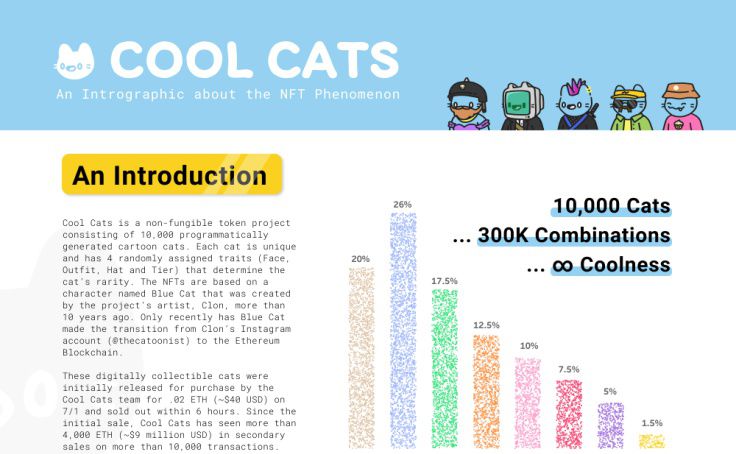 COOL CATS
An Intrographic about the NFT Phenomenon
An Introduction
Cool Cats is a non-fungible token project
consisting of 10,000 programmatically
generated cartoon cats. Each cat is unique
and has 4 randomly assigned traits (Face,
Outfit, Hat and Tier) that determine the
cat's rarity. The NFTs are based on a
character named Blue Cat that was created
by the project's artist, Clon, more than
10 years ago. Only recently has Blue Cat
made the transition from Clon's Instagram
account (@thecatoonist) to the Ethereum
Blockchain.
These digitally collectible cats were
initially released for purchase by the
Cool Cats team for .02 ETH (~$40 USD) on
7/1 and sold out within 6 hours. Since the
initial sale, Cool Cats has seen more than
4,000 ETH (~$9 million USD) in secondary
sales on more than 10,000 transactions.
10,000 Cats
... 300K Combinations
... ∞ Coolness
20%
26%
17.5%
12.5%
10%
7.5%
5%
1.5%